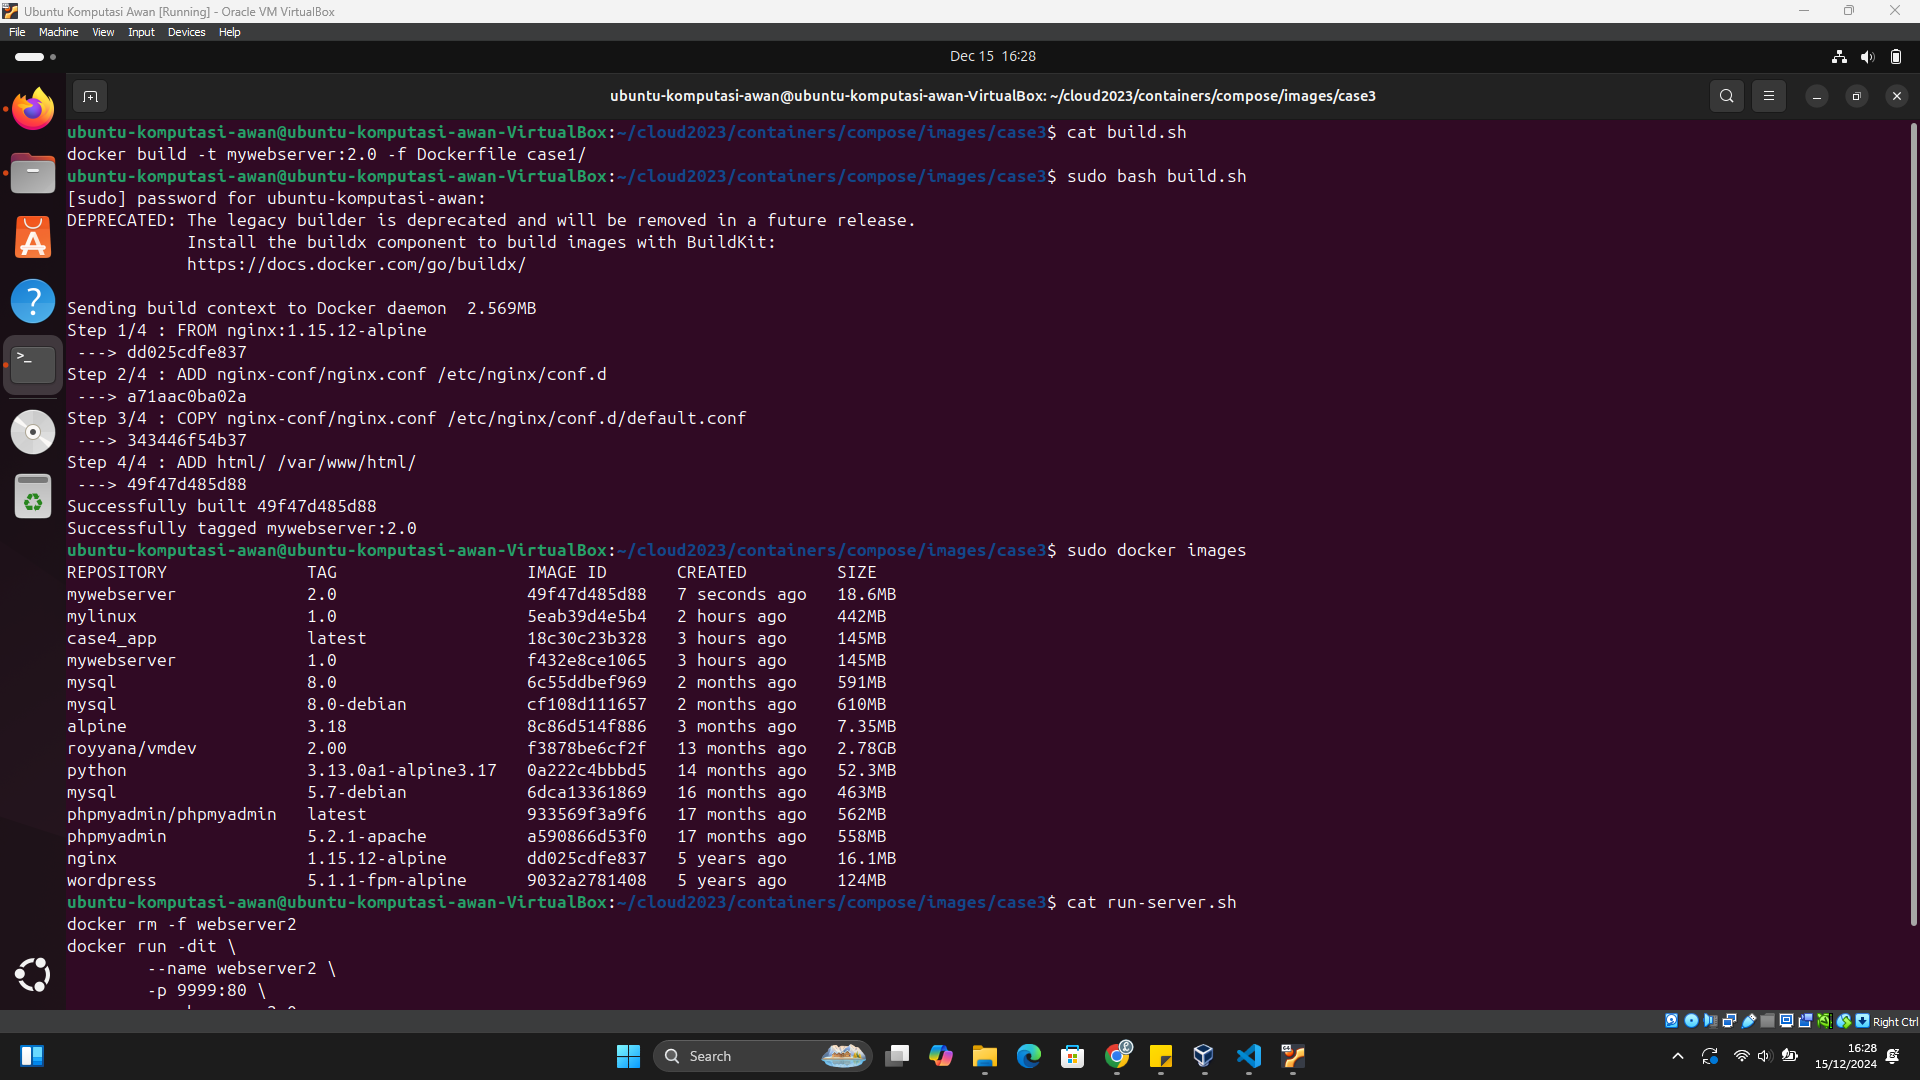 Ubuntu Komputasi Awan [Running] - Oracle VM VirtualBox
File Machine View Input Devices Help
Dec 15 16:28
ubuntu-komputasi-awan@ubuntu-komputasi-awan-VirtualBox: ~/cloud2023/containers/compose/images/case3
ubuntu-komputasi-awan@ubuntu-komputasi-awan-VirtualBox:~/cloud2023/containers/compose/images/case3$ cat build.sh
docker build -t mywebserver:2.0 -f Dockerfile case1/
ubuntu-komputasi-awan@ubuntu-komputasi-awan-VirtualBox:~/cloud2023/containers/compose/images/case3$ sudo bash build.sh
[sudo] password for ubuntu-komputasi-awan:
DEPRECATED: The legacy builder is deprecated and will be removed in a future release.
Install the buildx component to build images with BuildKit:
https://docs.docker.com/go/buildx/
Sending build context to Docker daemon  2.569MB
Step 1/4 : FROM nginx:1.15.12-alpine
---> dd025cdfe837
Step 2/4 : ADD nginx-conf/nginx.conf /etc/nginx/conf.d
---> a71aac0ba02a
Step 3/4 : COPY nginx-conf/nginx.conf /etc/nginx/conf.d/default.conf
---> 343446f54b37
Step 4/4 : ADD html/ /var/www/html/
---> 49f47d485d88
Successfully built 49f47d485d88
Successfully tagged mywebserver:2.0
ubuntu-komputasi-awan@ubuntu-komputasi-awan-VirtualBox:~/cloud2023/containers/compose/images/case3$ sudo docker images
REPOSITORY TAG IMAGE ID CREATED SIZE
mywebserver 2.0 49f47d485d88 7 seconds ago 18.6MB
mylinux 1.0 5eab39d4e5b4 2 hours ago 442MB
case4_app latest 18c30c23b328 3 hours ago 145MB
mywebserver 1.0 f432e8ce1065 3 hours ago 145MB
mysql 8.0 6c55ddbef969 2 months ago 591MB
mysql 8.0-debian cf108d111657 2 months ago 610MB
alpine 3.18 8c86d514f886 3 months ago 7.35MB
royyana/vmdev 2.00 f3878be6cf2f 13 months ago 2.78GB
python 3.13.0a1-alpine3.17 0a222c4bbbd5 14 months ago 52.3MB
mysql 5.7-debian 6dca13361869 16 months ago 463MB
phpmyadmin/phpmyadmin latest 933569f3a9f6 17 months ago 562MB
phpmyadmin 5.2.1-apache a590866d53f0 17 months ago 558MB
nginx 1.15.12-alpine dd025cdfe837 5 years ago 16.1MB
wordpress 5.1.1-fpm-alpine 9032a2781408 5 years ago 124MB
ubuntu-komputasi-awan@ubuntu-komputasi-awan-VirtualBox:~/cloud2023/containers/compose/images/case3$ cat run-server.sh
docker rm -f webserver2
docker run -dit \
--name webserver2 \
-p 9999:80 \
Right Ctrl
Search
16:28
15/12/2024